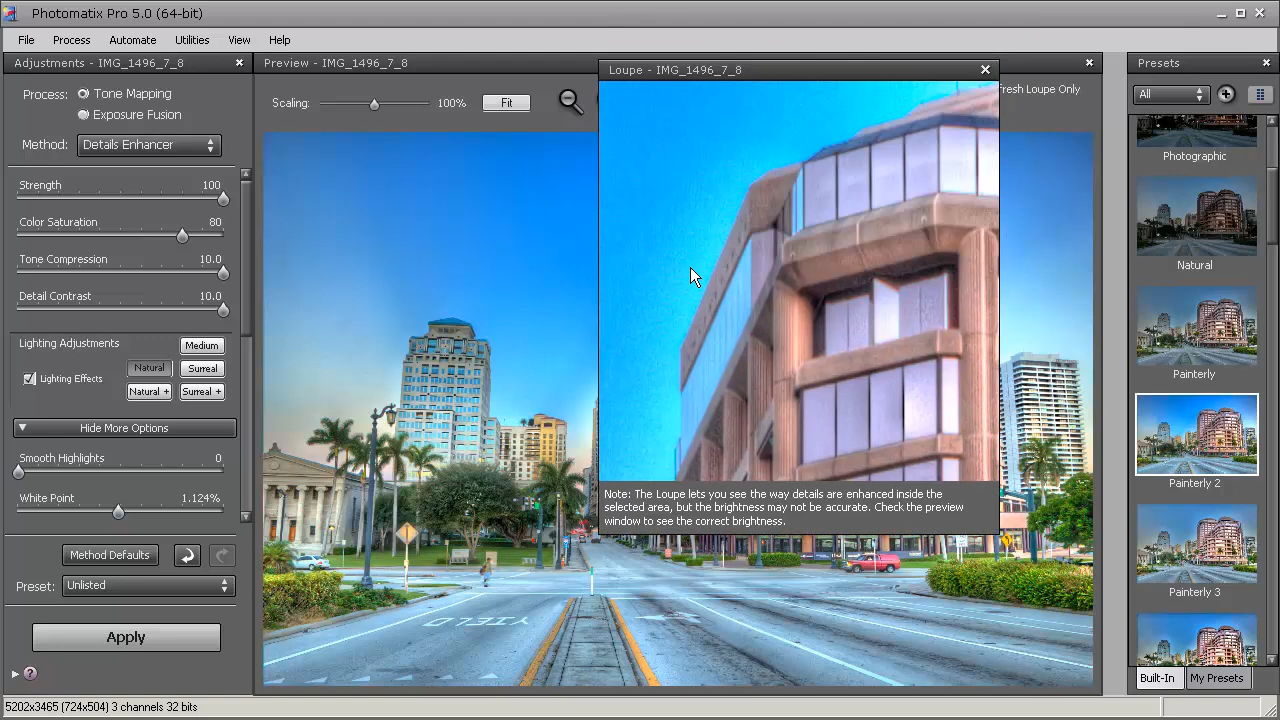 Photomatix Pro 5.0 (64-bit)
File Process Automate Utilities View Help
Adjustments - IMG_1496_7_8
Process: Tone Mapping
Exposure Fusion
Method: Details Enhancer
Strength 100
Color Saturation 80
Tone Compression 10.0
Detail Contrast 10.0
Lighting Adjustments Medium
Natural Surreal
Lighting Effects
Natural + Surreal +
Hide More Options
Smooth Highlights 0
White Point 1.124%
Method Defaults
Preset: Unlisted
Apply
?
5202x3465 (724x504) 3 channels 32 bits
Preview - IMG_1496_7_8
Scaling: 100% Fit
fresh Loupe Only
Loupe - IMG_1496_7_8
Note: The Loupe lets you see the way details are enhanced inside the
selected area, but the brightness may not be accurate. Check the preview
window to see the correct brightness.
YIELD
Presets
All
Photographic
Natural
Painterly
Painterly 2
Painterly 3
Built-In My Presets